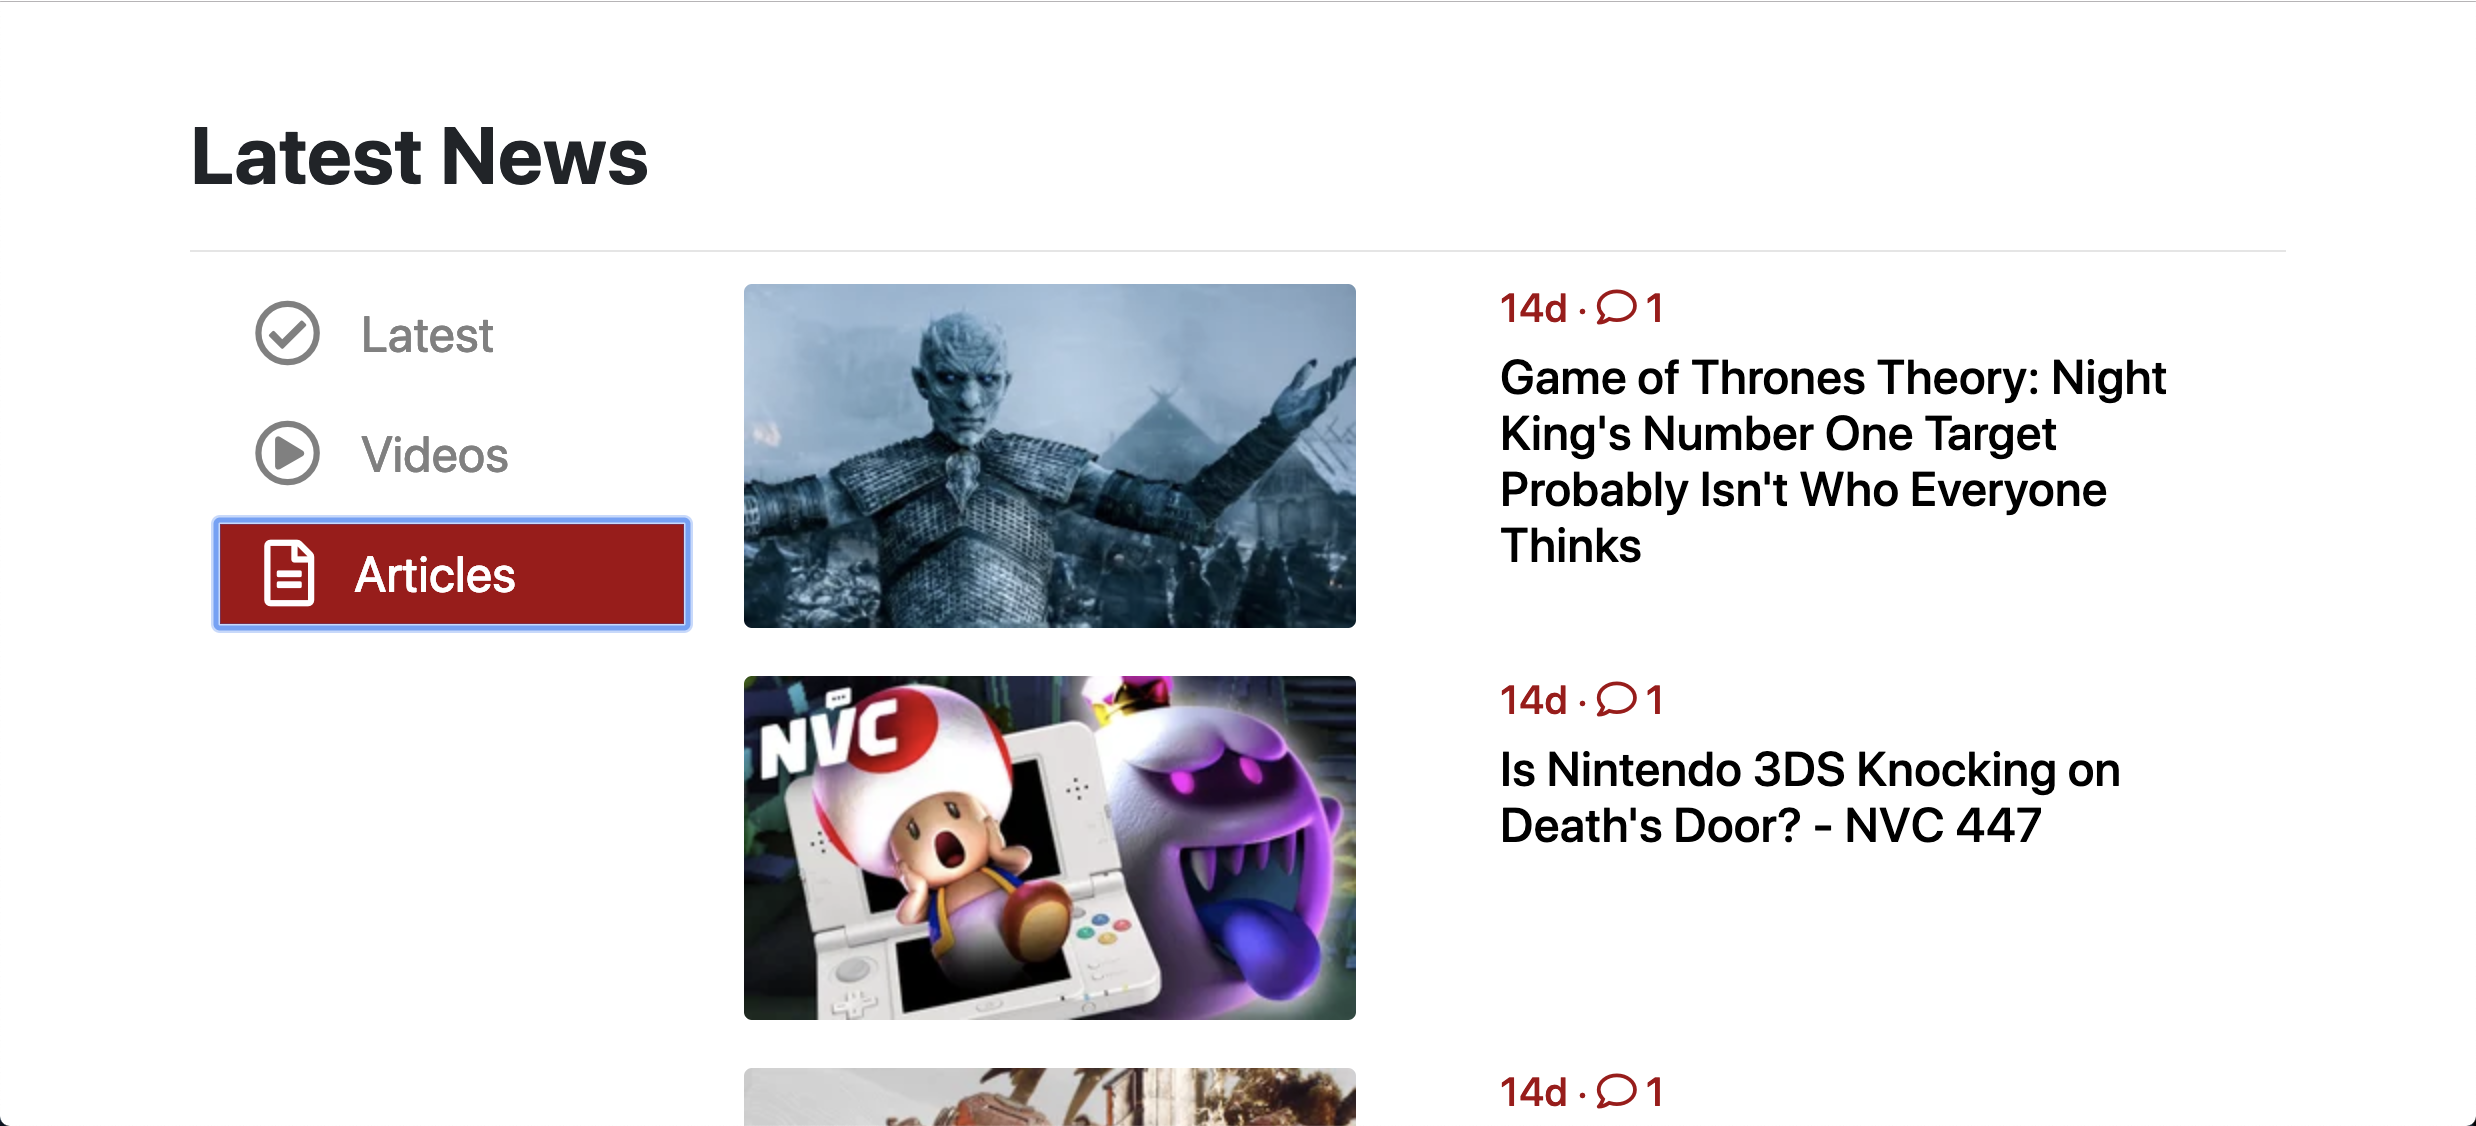 Latest News
Latest
Videos
Articles
14d · 1
Game of Thrones Theory: Night
King's Number One Target
Probably Isn't Who Everyone
Thinks
NVC
14d · 1
Is Nintendo 3DS Knocking on
Death's Door? - NVC 447
14d · 1